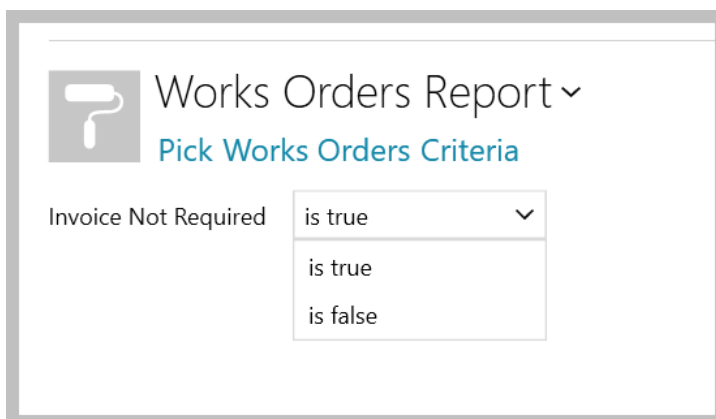 Works Orders Report
Pick Works Orders Criteria
Invoice Not Required is true
is true
is false